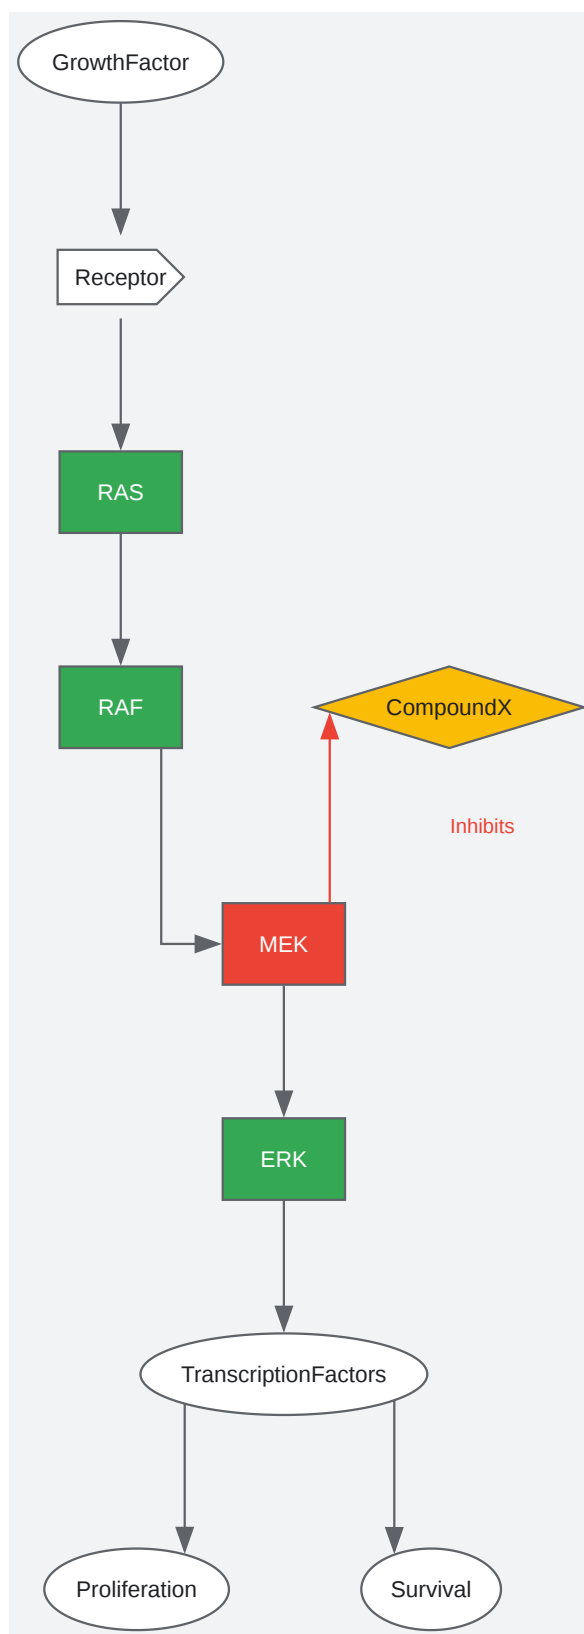 GrowthFactor
Receptor
RAS
RAF
CompoundX
Inhibits
MEK
ERK
TranscriptionFactors
Proliferation
Survival